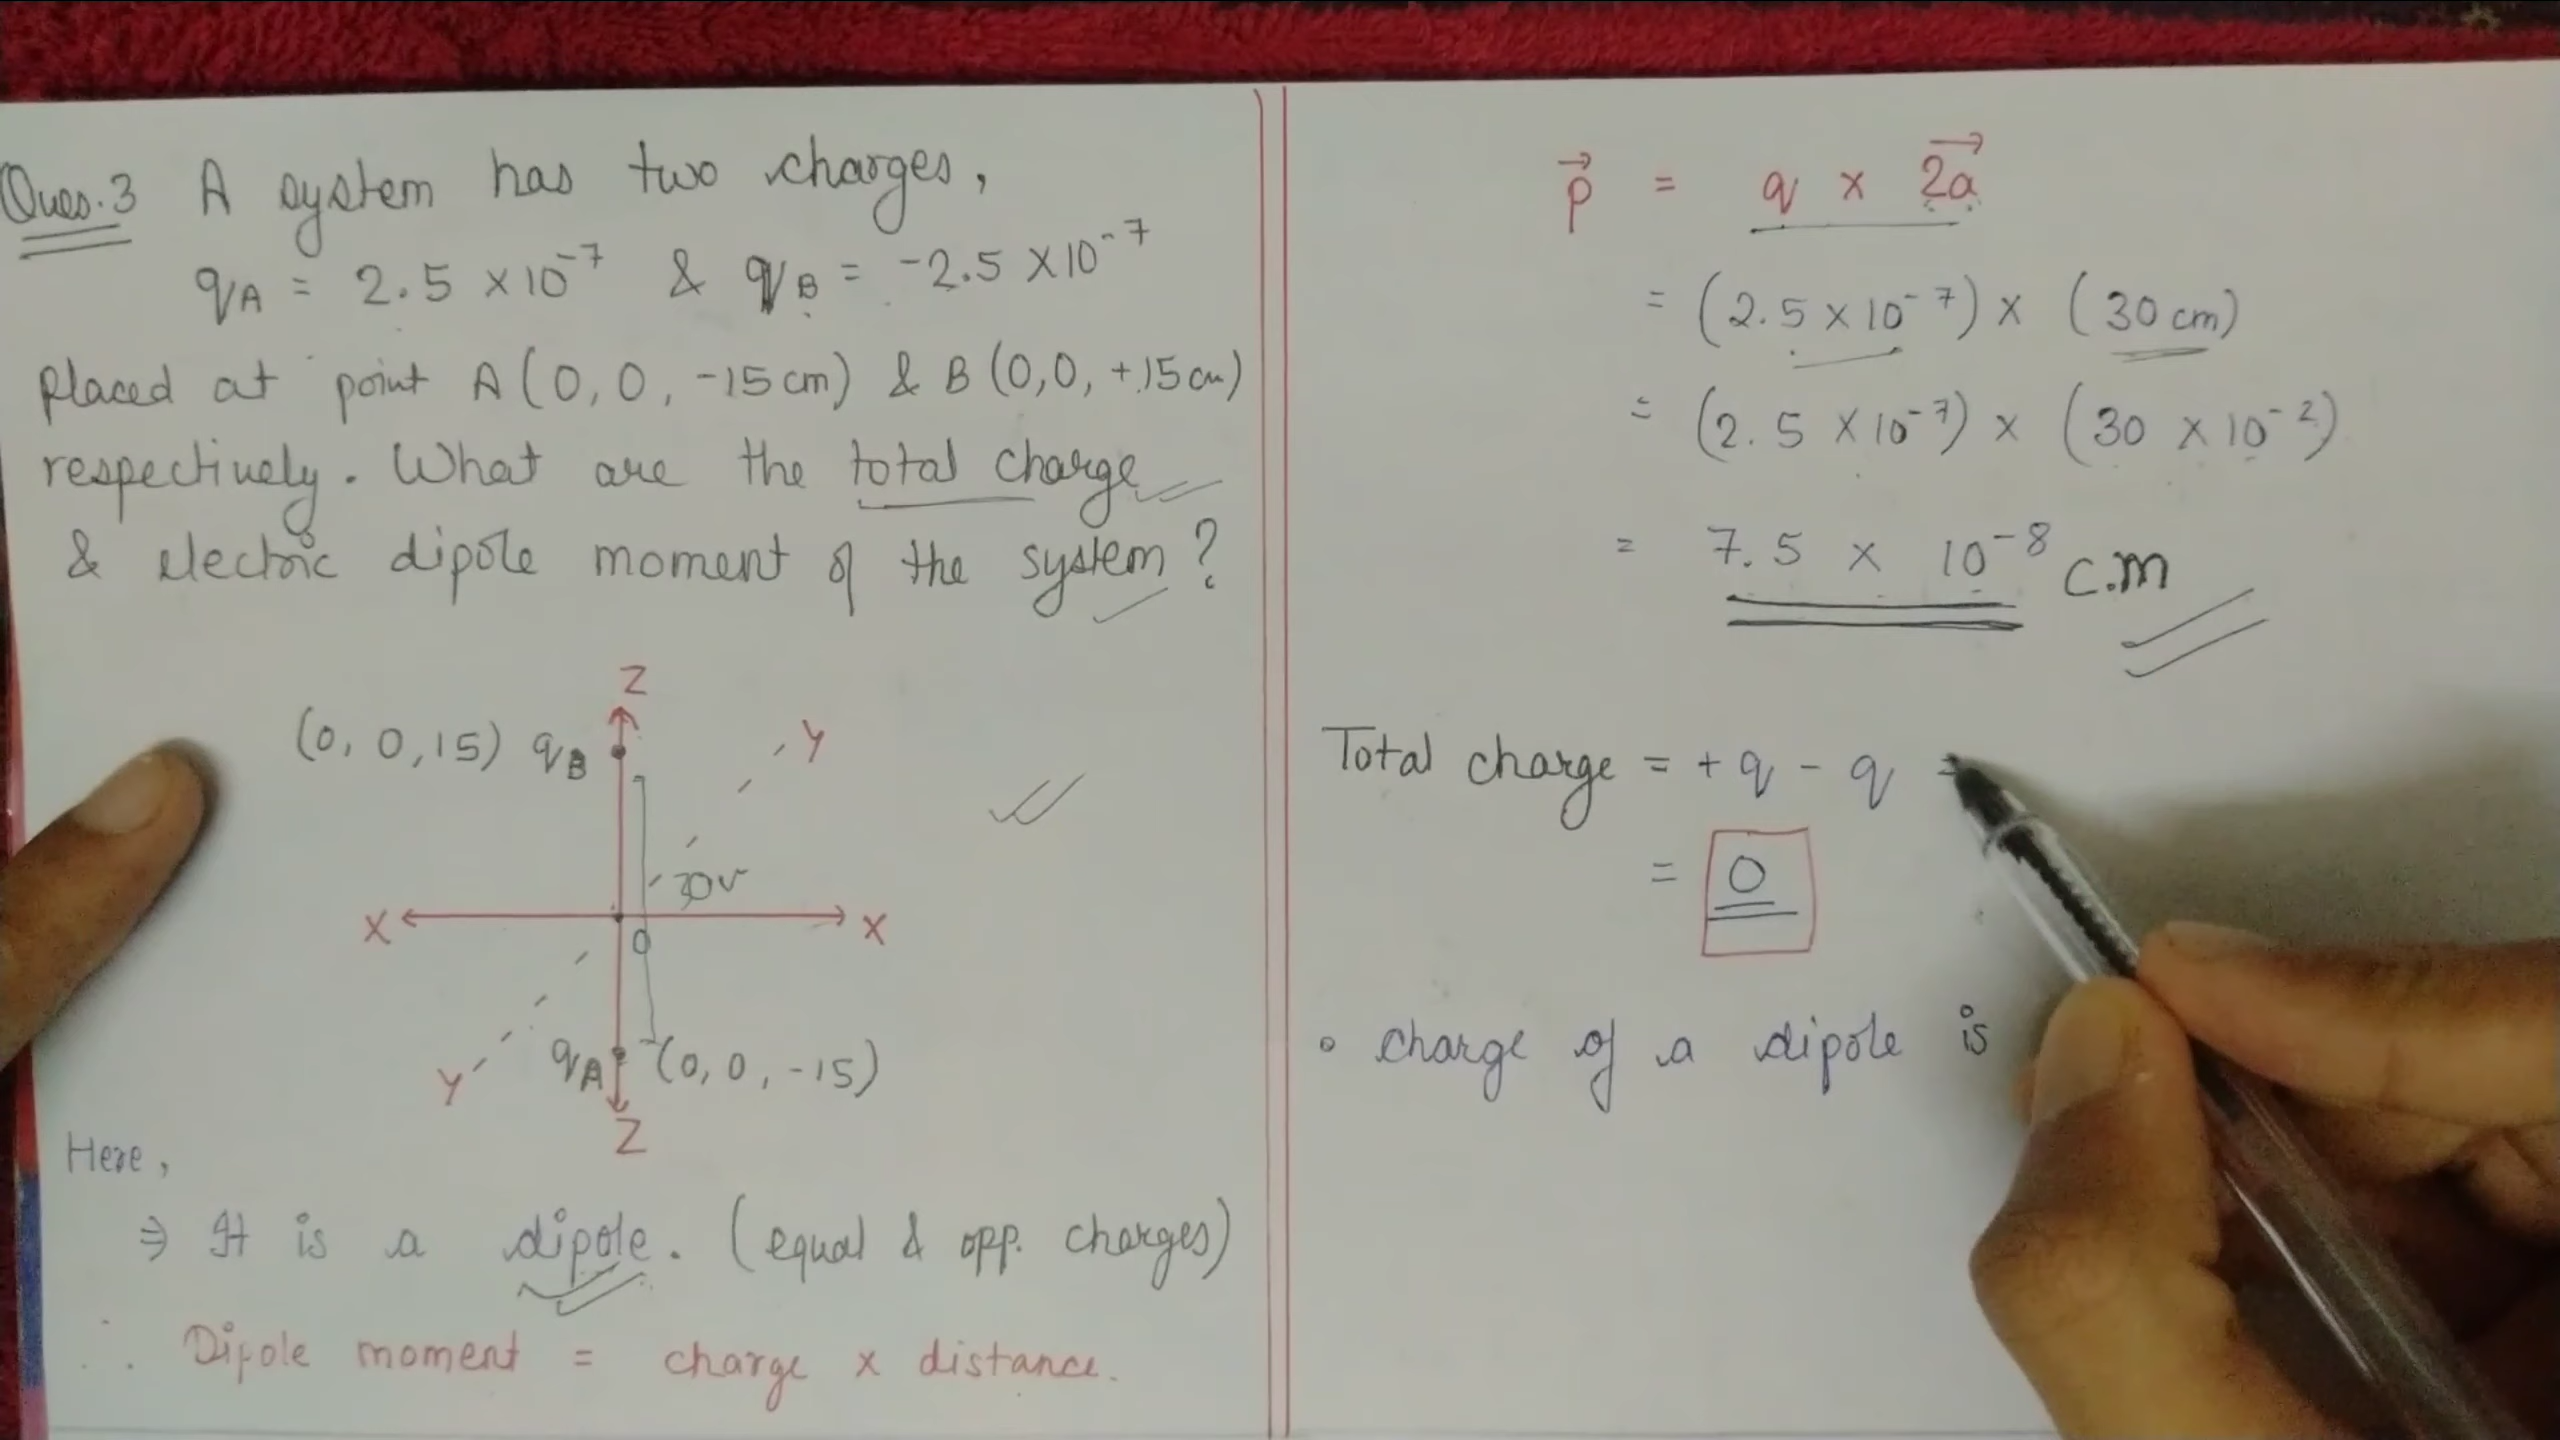 Ques.3 A system has two charges,
qA = 2.5 × 10⁻⁷ & qB = -2.5 × 10⁻⁷
placed at point A (0, 0, -15 cm) & B (0, 0, +15 cm)
respectively. What are the total charge
& electric dipole moment of the system?
Z
(0, 0, 15) qB
Y
X
X
O
Y
qA (0, 0, -15)
Z
Here,
⇒ It is a dipole. (equal & opp. charges)
∴ Dipole moment = charge × distance.
p⃗ = q × 2a⃗
= (2.5 × 10⁻⁷) × (30 cm)
= (2.5 × 10⁻⁷) × (30 × 10⁻²)
= 7.5 × 10⁻⁸ C.m
Total charge = + q - q =
= 0
• charge of a dipole is